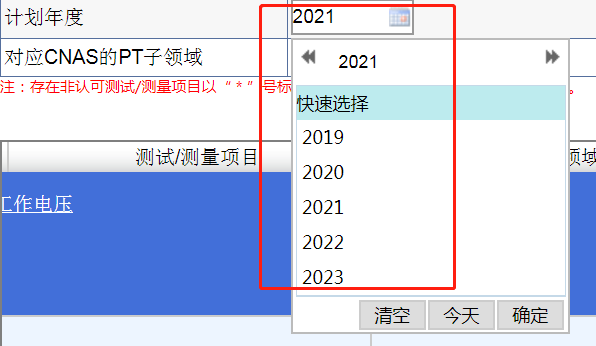 计划年度
2021
对应CNAS的PT子领域
2021
注：存在非认可测试/测量项目以“*”号标
。
快速选择
2019
测试/测量项目
领域
2020
工作电压
2021
2022
2023
清空
今天
确定